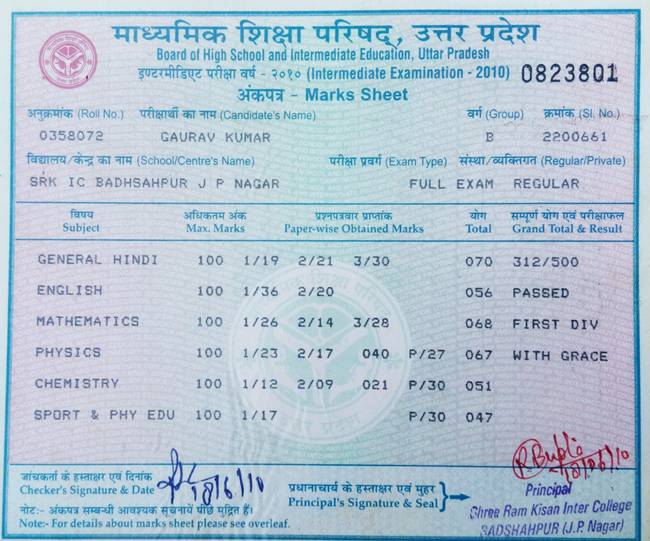 माध्यमिक शिक्षा परिषद्, उत्तर प्रदेश
Board of High School and Intermediate Education, Uttar Pradesh
इण्टरमीडिएट परीक्षा वर्ष - २०१० (Intermediate Examination - 2010) 0823801
अंकपत्र - Marks Sheet
अनुक्रमांक (Roll No.) परीक्षार्थी का नाम (Candidate's Name) वर्ग (Group) क्रमांक (Sl. No.)
0358072 GAURAV KUMAR B 2200661
विद्यालय/केन्द्र का नाम (School/Centre's Name) परीक्षा प्रवर्ग (Exam Type) संस्था/व्यक्तिगत (Regular/Private)
SRK IC BADHSAHPUR J P NAGAR FULL EXAM REGULAR
विषय अधिकतम अंक प्रश्नपत्रवार प्राप्तांक योग सम्पूर्ण योग एवं परीक्षाफल
Subject Max. Marks Paper-wise Obtained Marks Total Grand Total & Result
GENERAL HINDI 100 1/19 2/21 3/30 070 312/500
ENGLISH 100 1/36 2/20 056 PASSED
MATHEMATICS 100 1/26 2/14 3/28 068 FIRST DIV
PHYSICS 100 1/23 2/17 040 P/27 067 WITH GRACE
CHEMISTRY 100 1/12 2/09 021 P/30 051
SPORT & PHY EDU 100 1/17 P/30 047
जांचकर्ता के हस्ताक्षर एवं दिनांक
Checker's Signature & Date
18/6/10
प्रधानाचार्य के हस्ताक्षर एवं मुहर
Principal's Signature & Seal
Principal
Shree Ram Kisan Inter College
BADSHAHPUR (J.P. Nagar)
नोट:- अंकपत्र सम्बन्धी आवश्यक सूचनायें पीछे मुद्रित हैं।
Note:- For details about marks sheet please see overleaf.